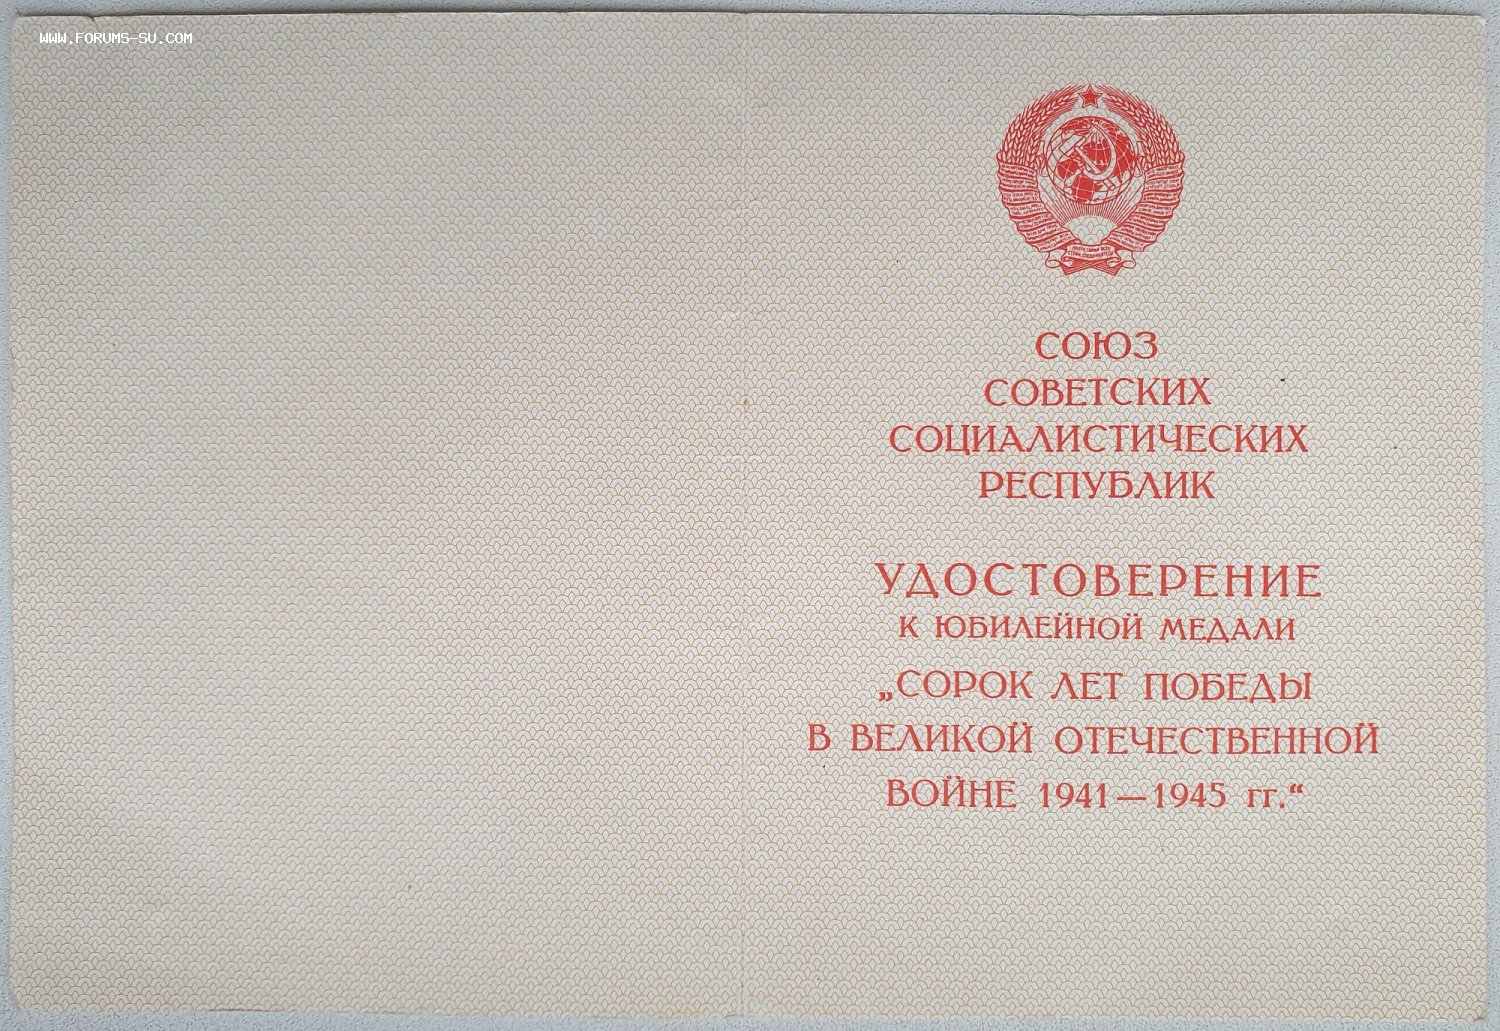 WWW.FORUMS-SU.COM
СОЮЗ
СОВЕТСКИХ
СОЦИАЛИСТИЧЕСКИХ
РЕСПУБЛИК
УДОСТОВЕРЕНИЕ
К ЮБИЛЕЙНОЙ МЕДАЛИ
„СОРОК ЛЕТ ПОБЕДЫ
В ВЕЛИКОЙ ОТЕЧЕСТВЕННОЙ
ВОЙНЕ 1941—1945 гг.“